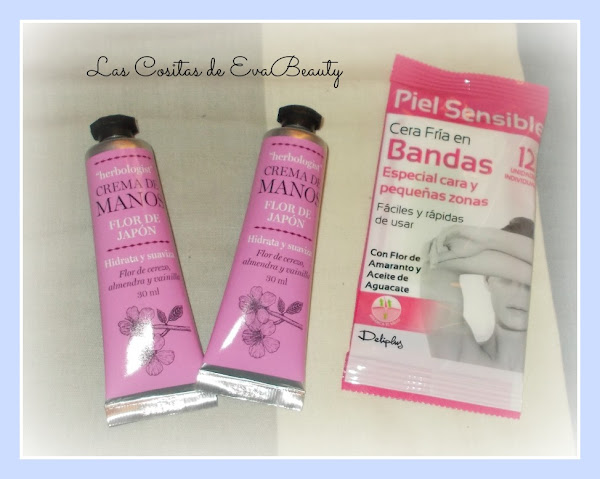 Las Cositas de EvaBeauty
"herbologist"
CREMA DE
MANOS
FLOR DE
JAPÓN
Hidrata y suaviza
Flor de cerezo,
almendra y vainilla
30 ml
"herbologist"
CREMA DE
MANOS
FLOR DE
JAPÓN
Hidrata y suaviza
Flor de cerezo,
almendra y vainilla
30 ml
Piel Sensible
Cera Fría en
Bandas
12
Especial cara y
pequeñas zonas
Fáciles y rápidas
de usar
Con Flor de
Amaranto y
Aceite de
Aguacate
Deliplus